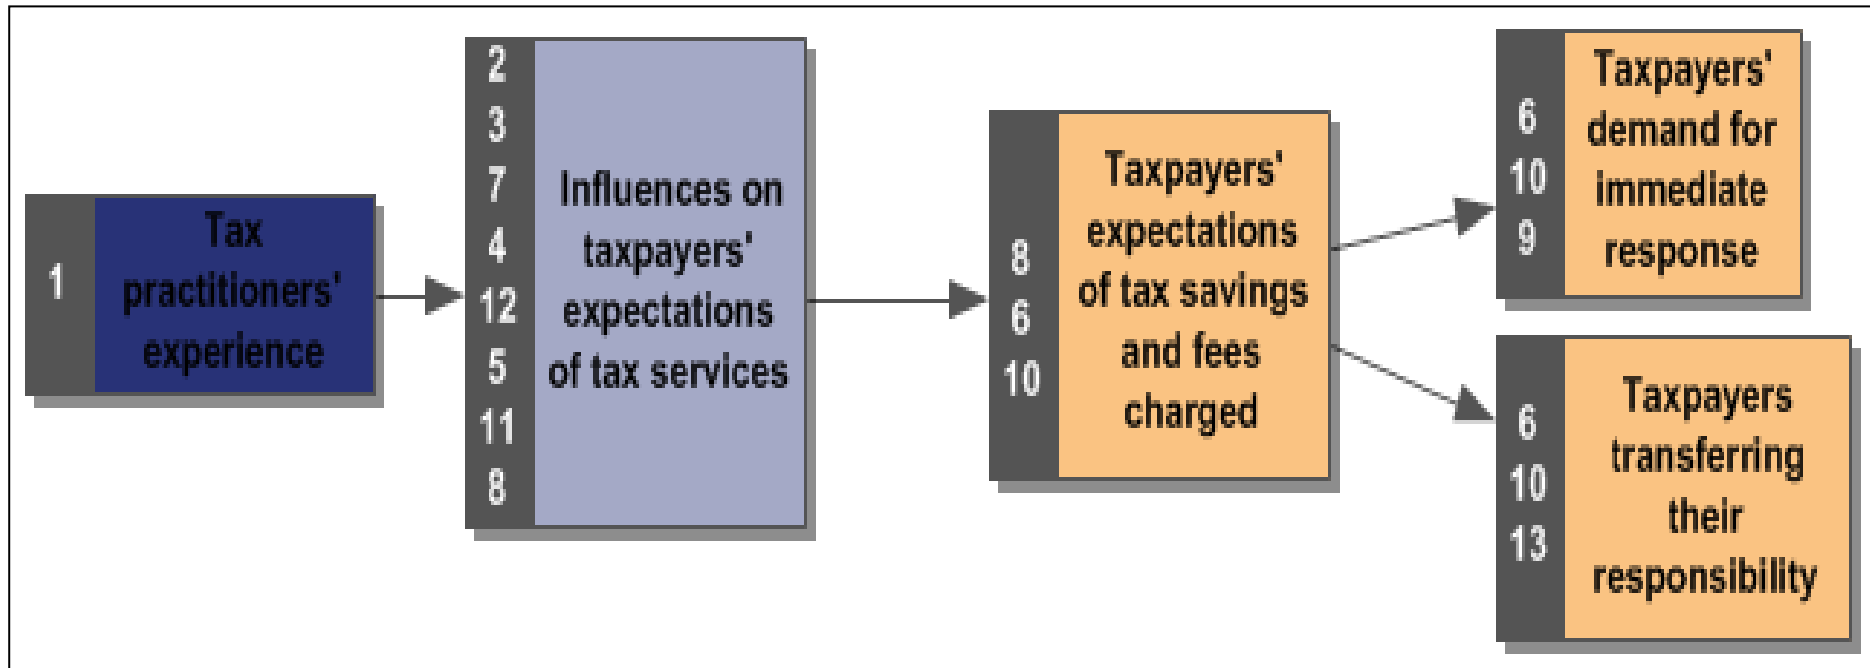 1
Tax
practitioners'
experience
2
3
7
4
12
5
11
8
Influences on
taxpayers'
expectations
of tax services
8
6
10
Taxpayers'
expectations
of tax savings
and fees
charged
6
10
9
Taxpayers'
demand for
immediate
response
6
10
13
Taxpayers
transferring
their
responsibility